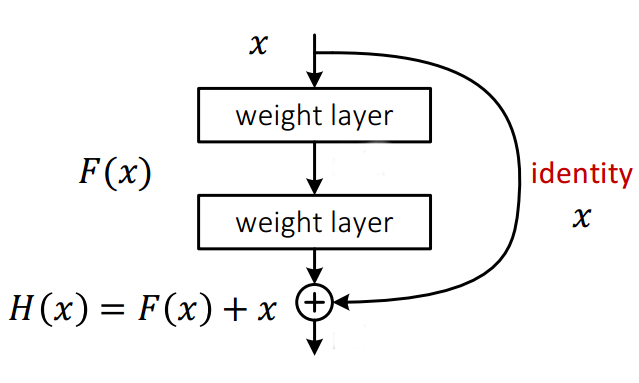 x
weight layer
F(x)
identity
x
weight layer
H(x) = F(x) + x
+